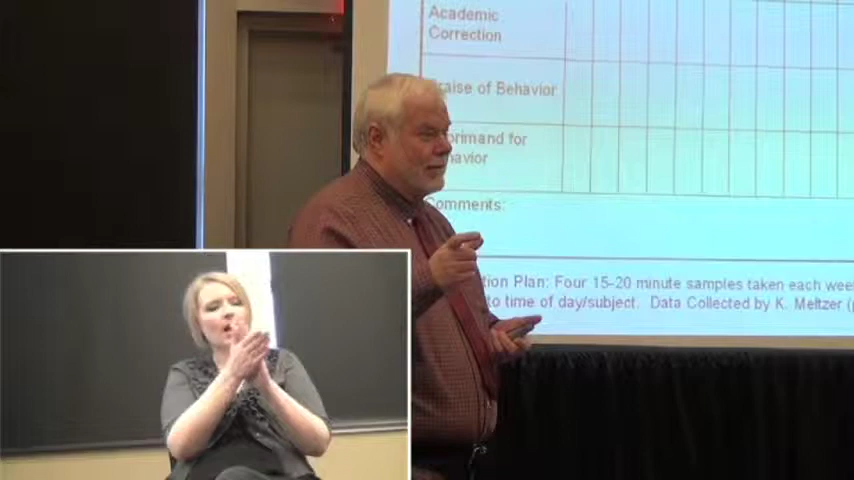 Academic
Correction
raise of Behavior
primand for
havior
Comments:
tion Plan: Four 15-20 minute samples taken each wee
to time of day/subject. Data Collected by K. Meltzer (p